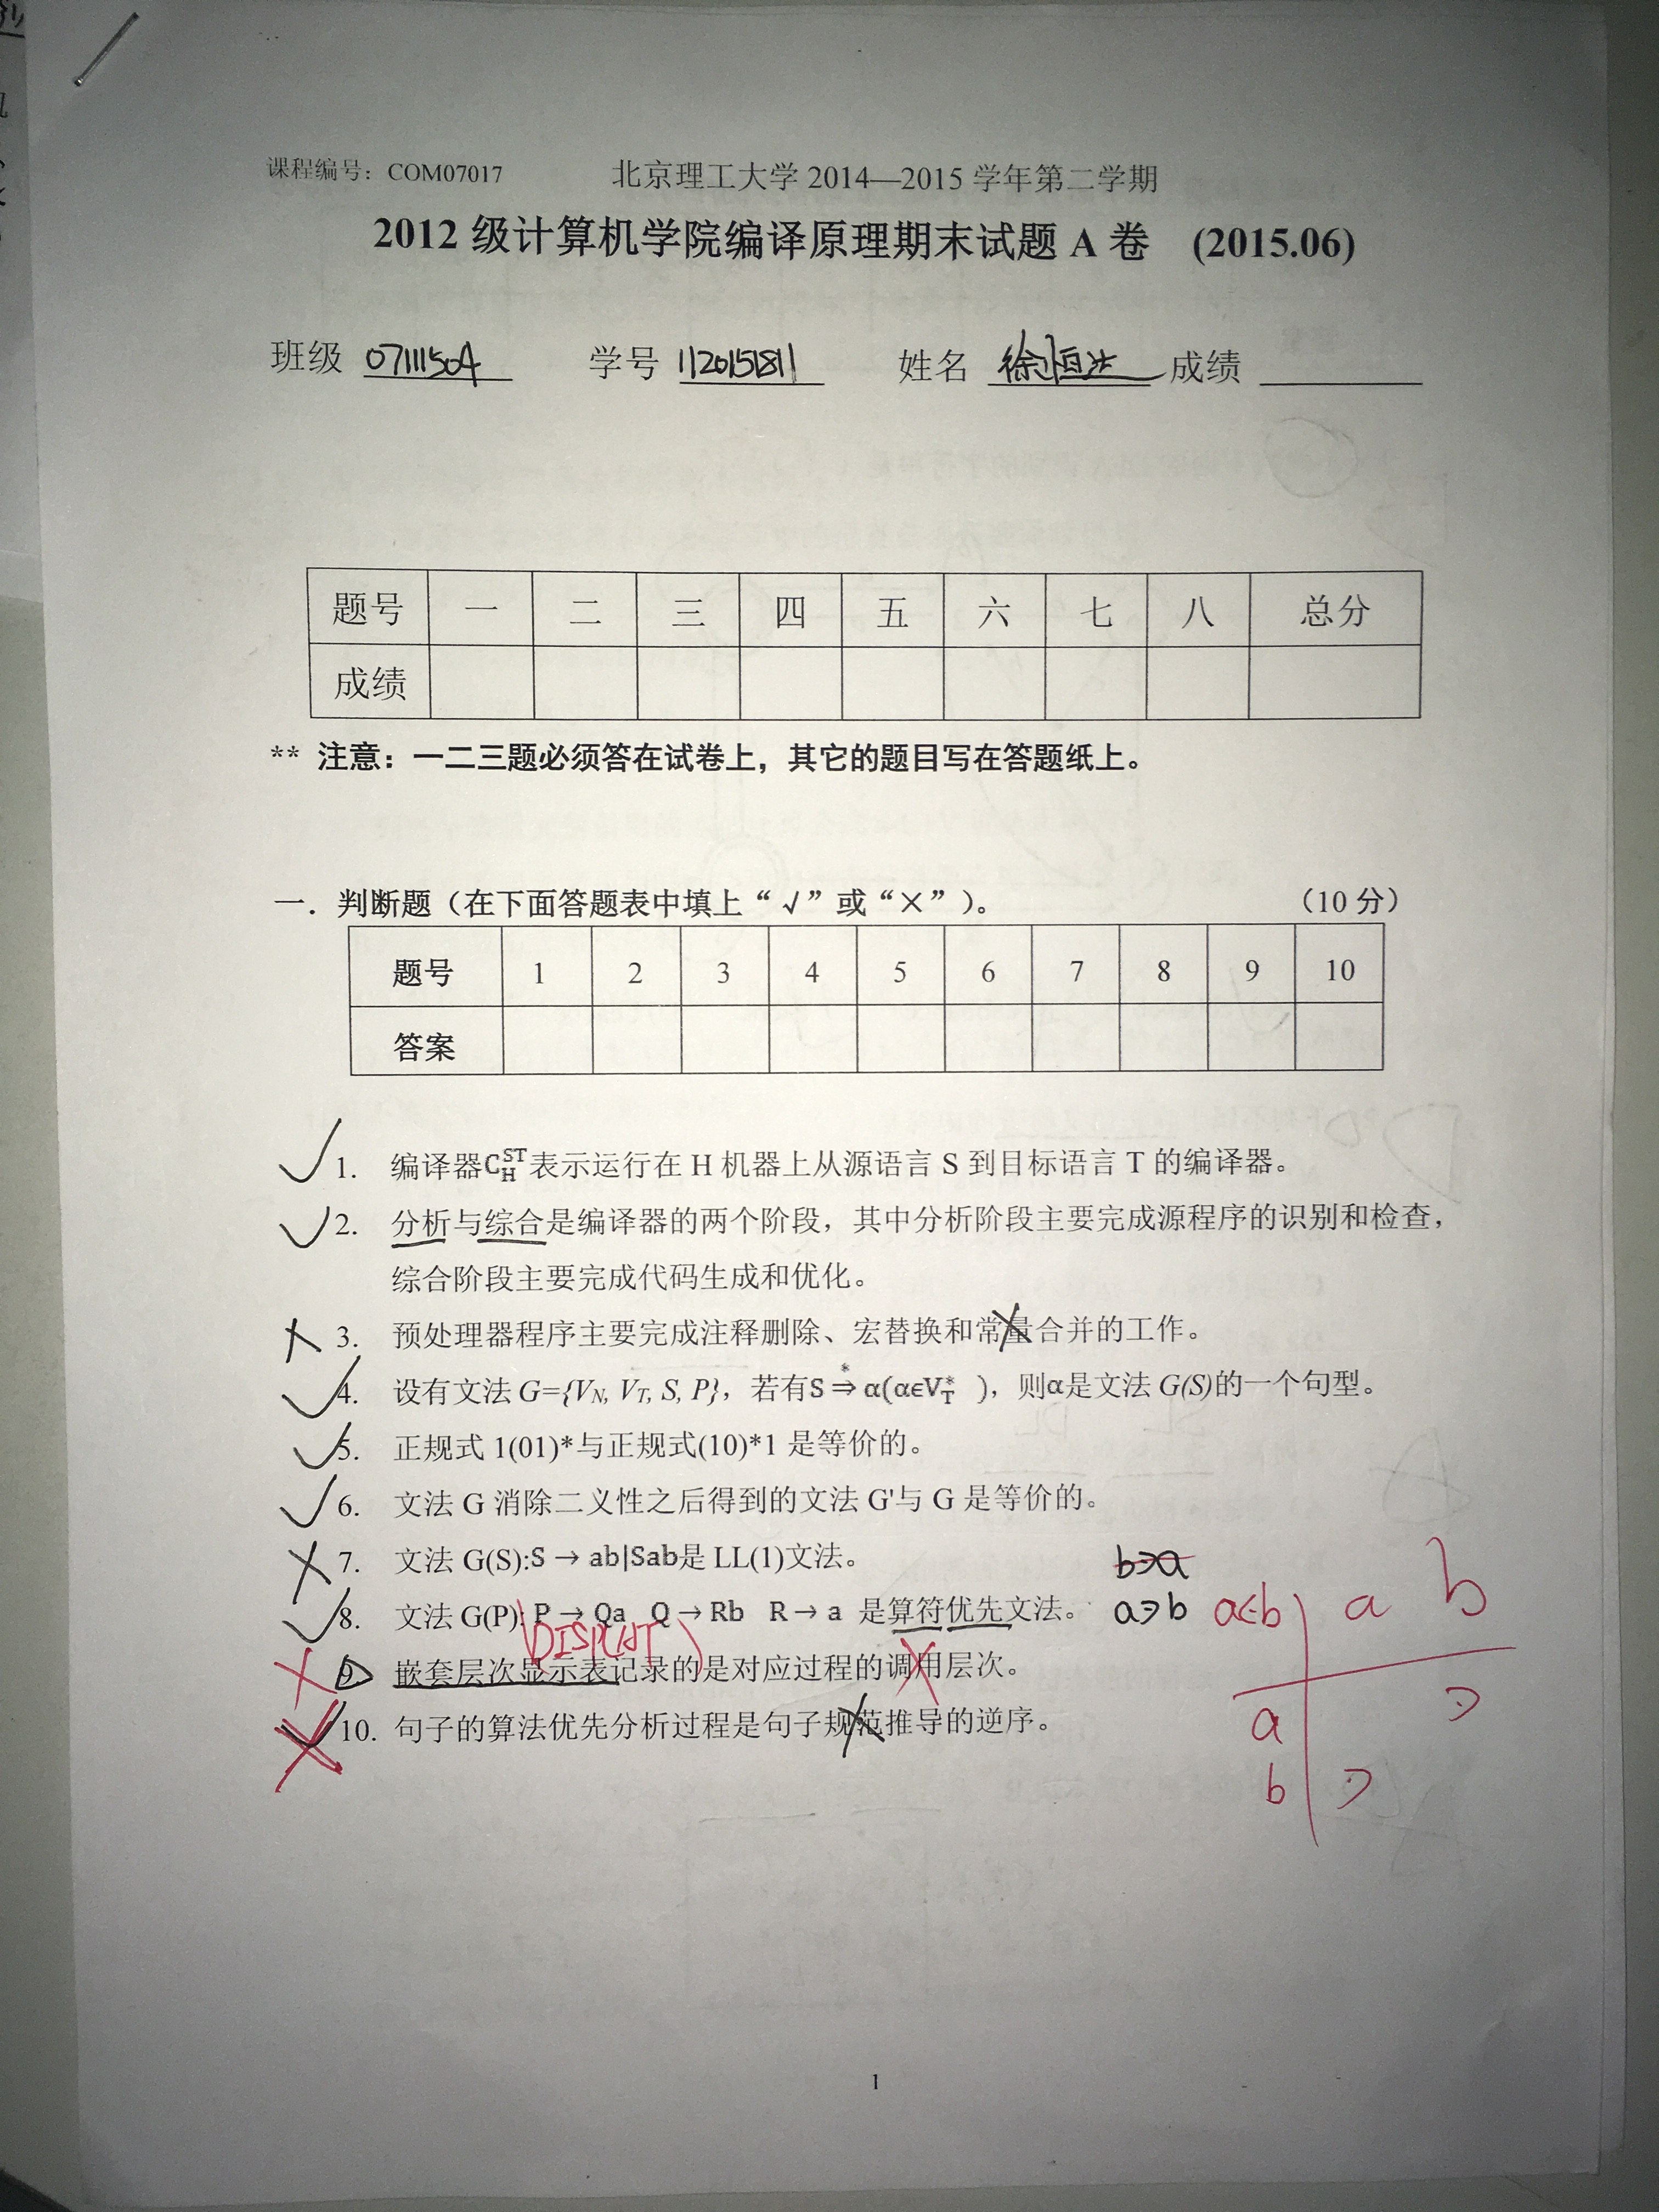 课程编号：COM07017 北京理工大学 2014—2015 学年第二学期
2012 级计算机学院编译原理期末试题 A 卷 (2015.06)
班级 07111504 学号 1120151811 姓名 徐恒达 成绩
题号 一 二 三 四 五 六 七 八 总分
成绩
** 注意：一二三题必须答在试卷上，其它的题目写在答题纸上。
一．判断题（在下面答题表中填上“√”或“×”）。 （10 分）
题号 1 2 3 4 5 6 7 8 9 10
答案
✓ 1. 编译器C_H^ST表示运行在 H 机器上从源语言 S 到目标语言 T 的编译器。
✓ 2. 分析与综合是编译器的两个阶段，其中分析阶段主要完成源程序的识别和检查，
综合阶段主要完成代码生成和优化。
× 3. 预处理器程序主要完成注释删除、宏替换和常量合并的工作。
✓ 4. 设有文法 G={V_N, V_T, S, P}，若有S ⇒* α(αϵV_T^* )，则α是文法 G(S)的一个句型。
✓ 5. 正规式 1(01)*与正规式(10)*1 是等价的。
✓ 6. 文法 G 消除二义性之后得到的文法 G'与 G 是等价的。
× 7. 文法 G(S):S → ab|Sab是 LL(1)文法。 b⋗a
✓ 8. 文法 G(P): P → Qa Q → Rb R → a 是算符优先文法。 a⋗b a⋖b a b
(DISPLAY)
× 9. 嵌套层次显示表记录的是对应过程的调用层次。
a ⋗
× 10. 句子的算法优先分析过程是句子规范推导的逆序。
b ⋗
1